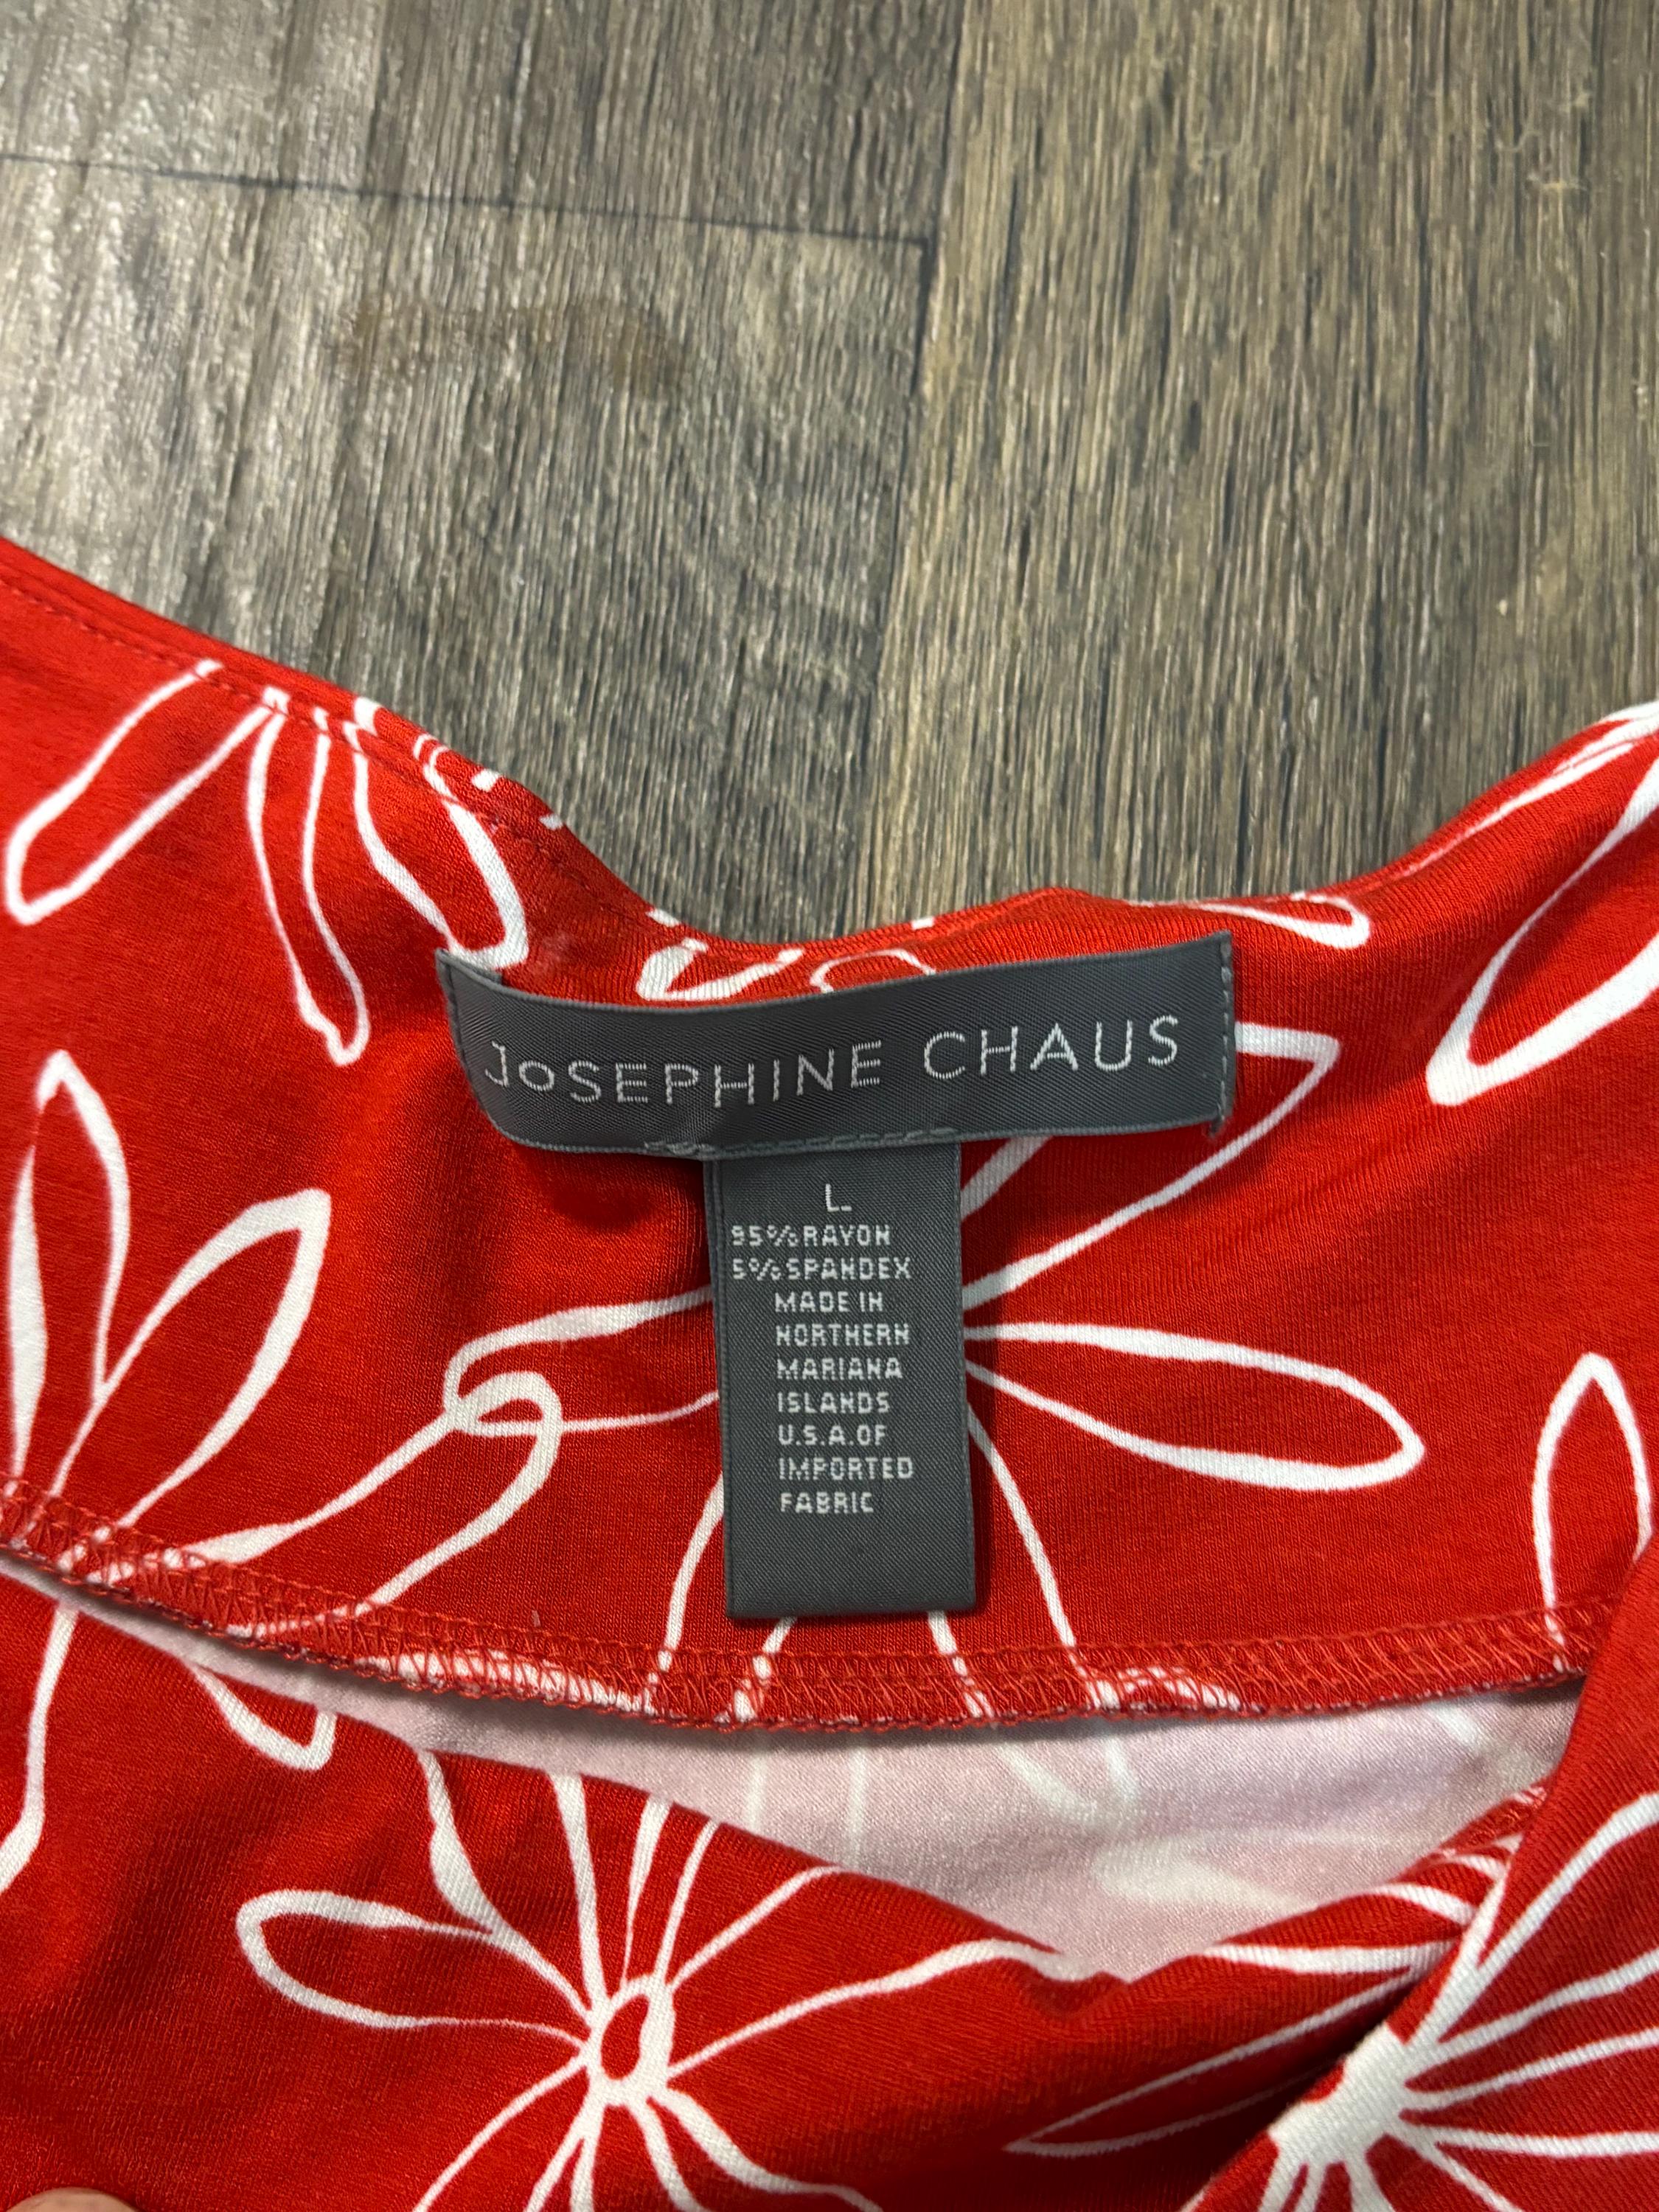 JoSEPHINE CHAUS
L
95% RAYON
5% SPANDEX
MADE IN
NORTHERN
MARIANA
ISLANDS
U.S.A. OF
IMPORTED
FABRIC